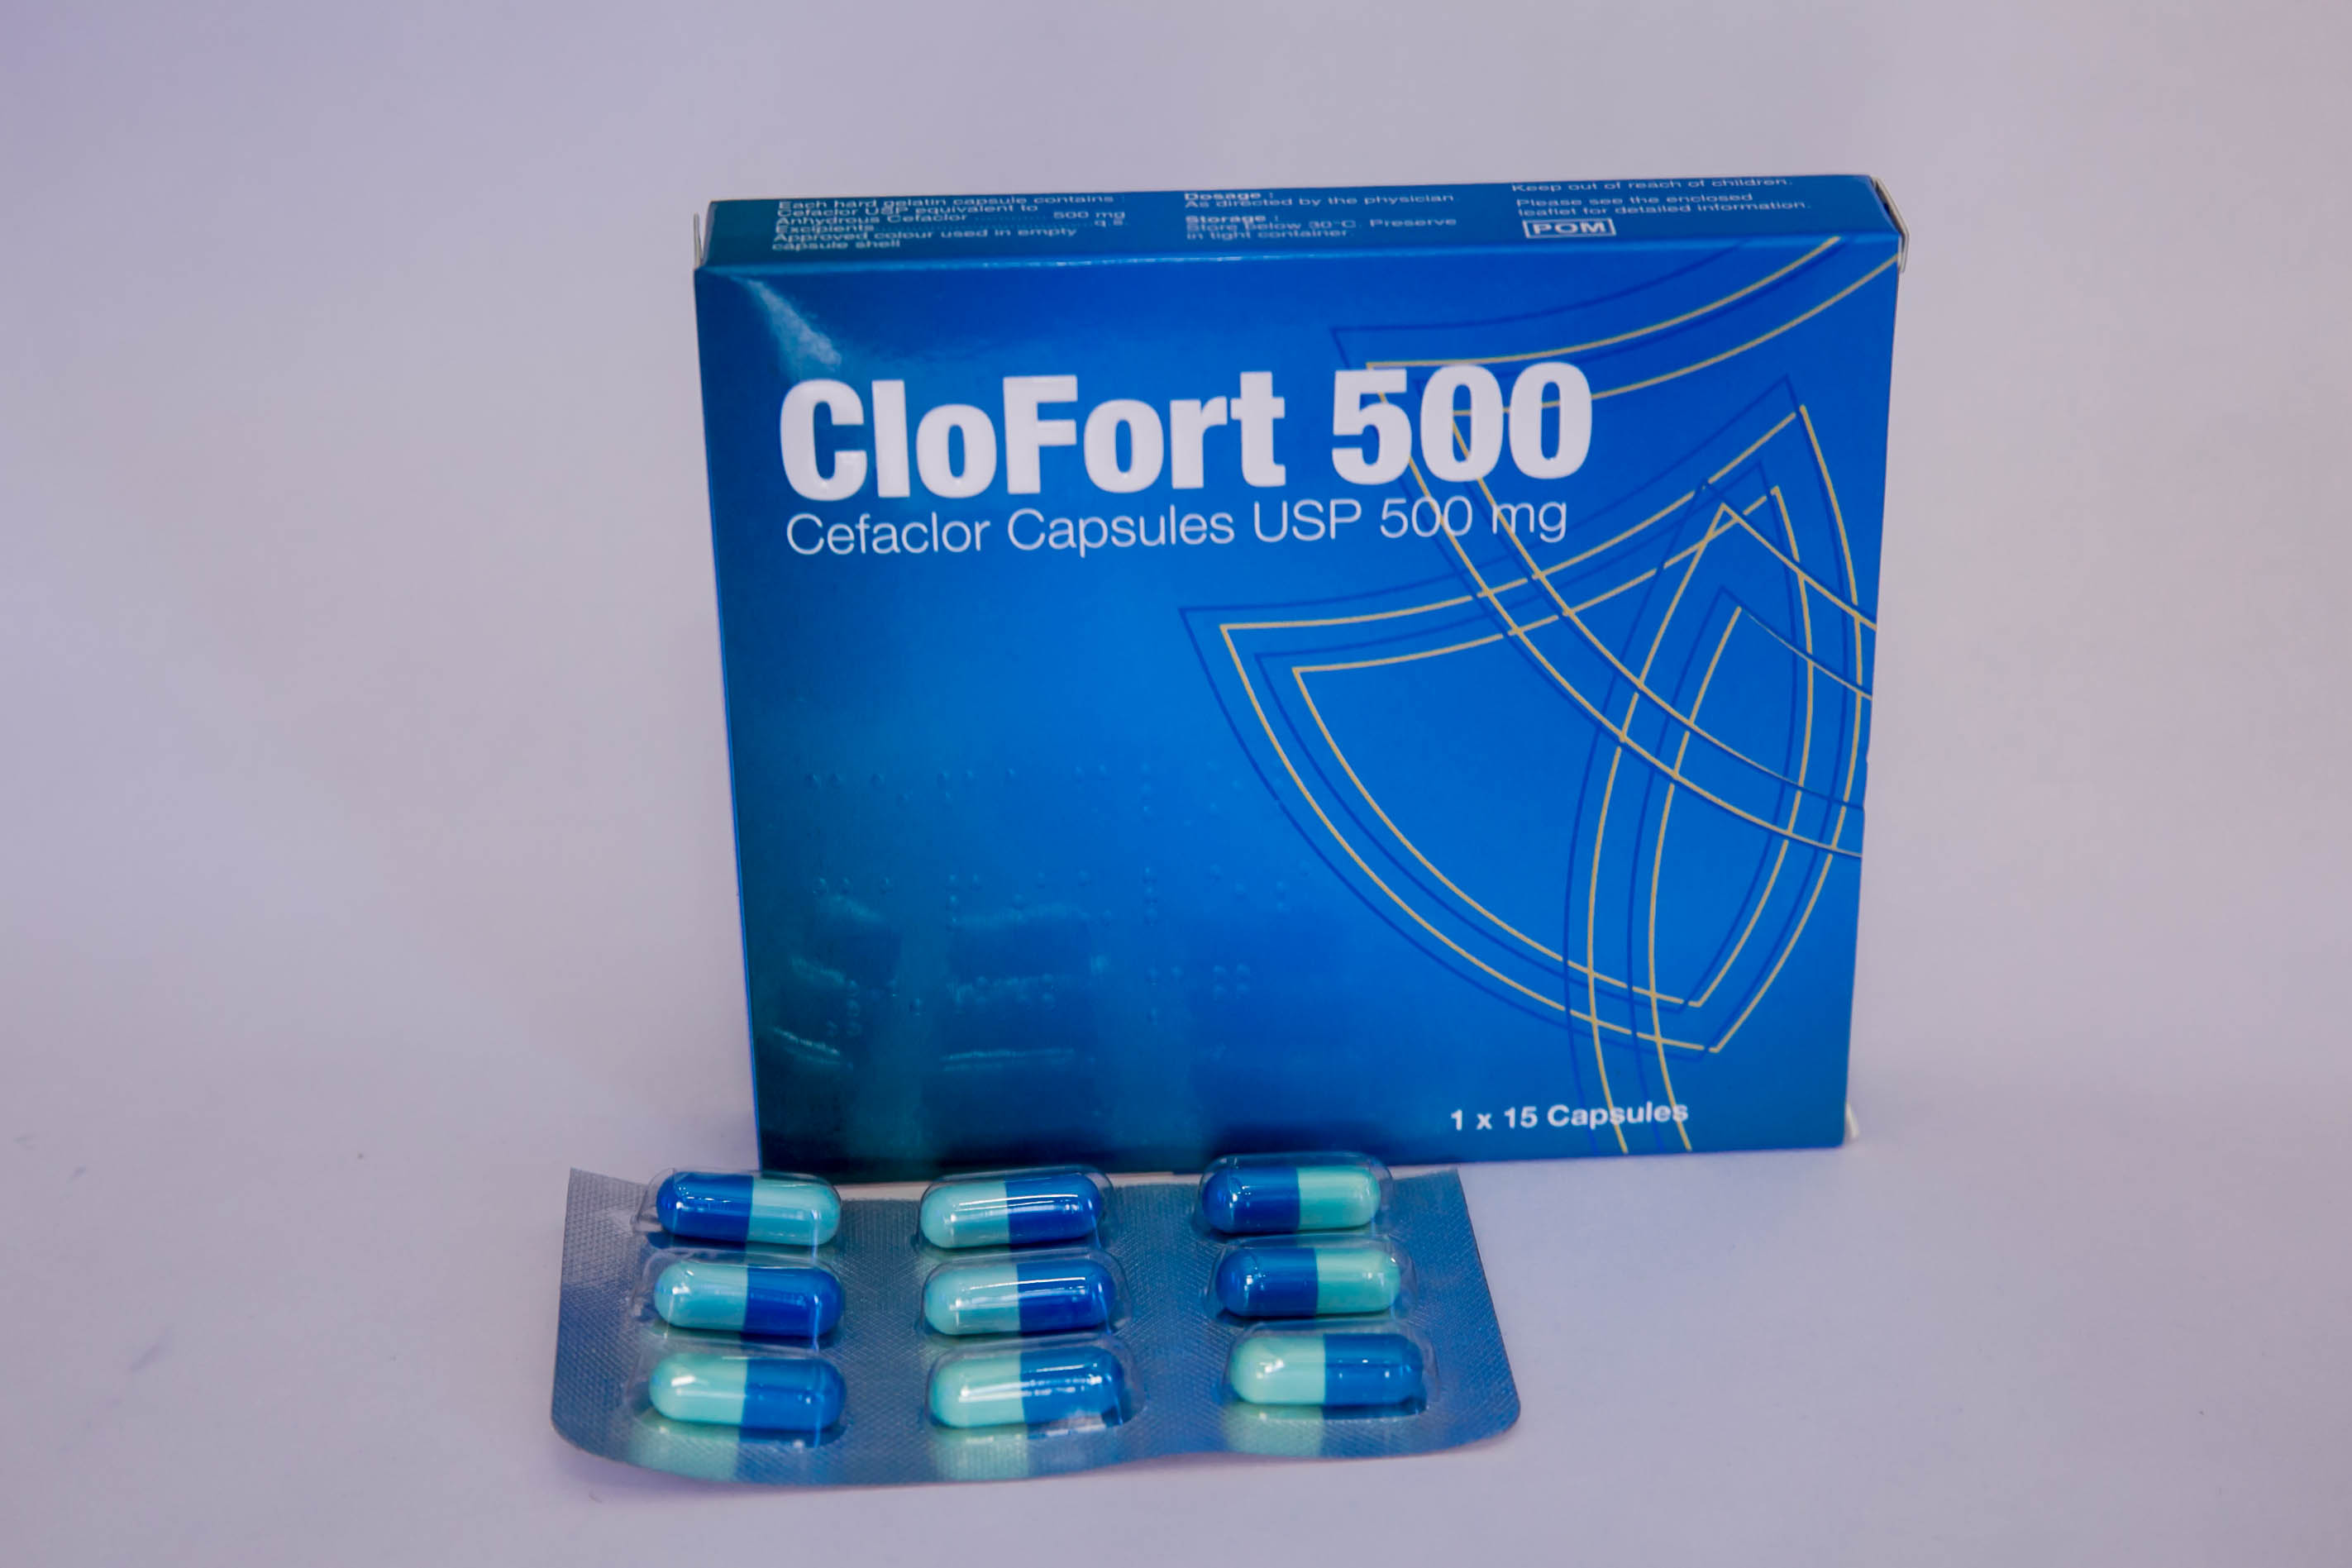 Each hard gelatin capsule contains :
Cefaclor USP equivalent to
Anhydrous Cefaclor ............ 500 mg
Excipients ........................ q.s.
Approved colour used in empty
capsule shell
Dosage :
As directed by the physician.
Storage :
Store below 30°C. Preserve
in tight container
Keep out of reach of children.
Please see the enclosed
leaflet for detailed information.
POM
CloFort 500
Cefaclor Capsules USP 500 mg
1 x 15 Capsules